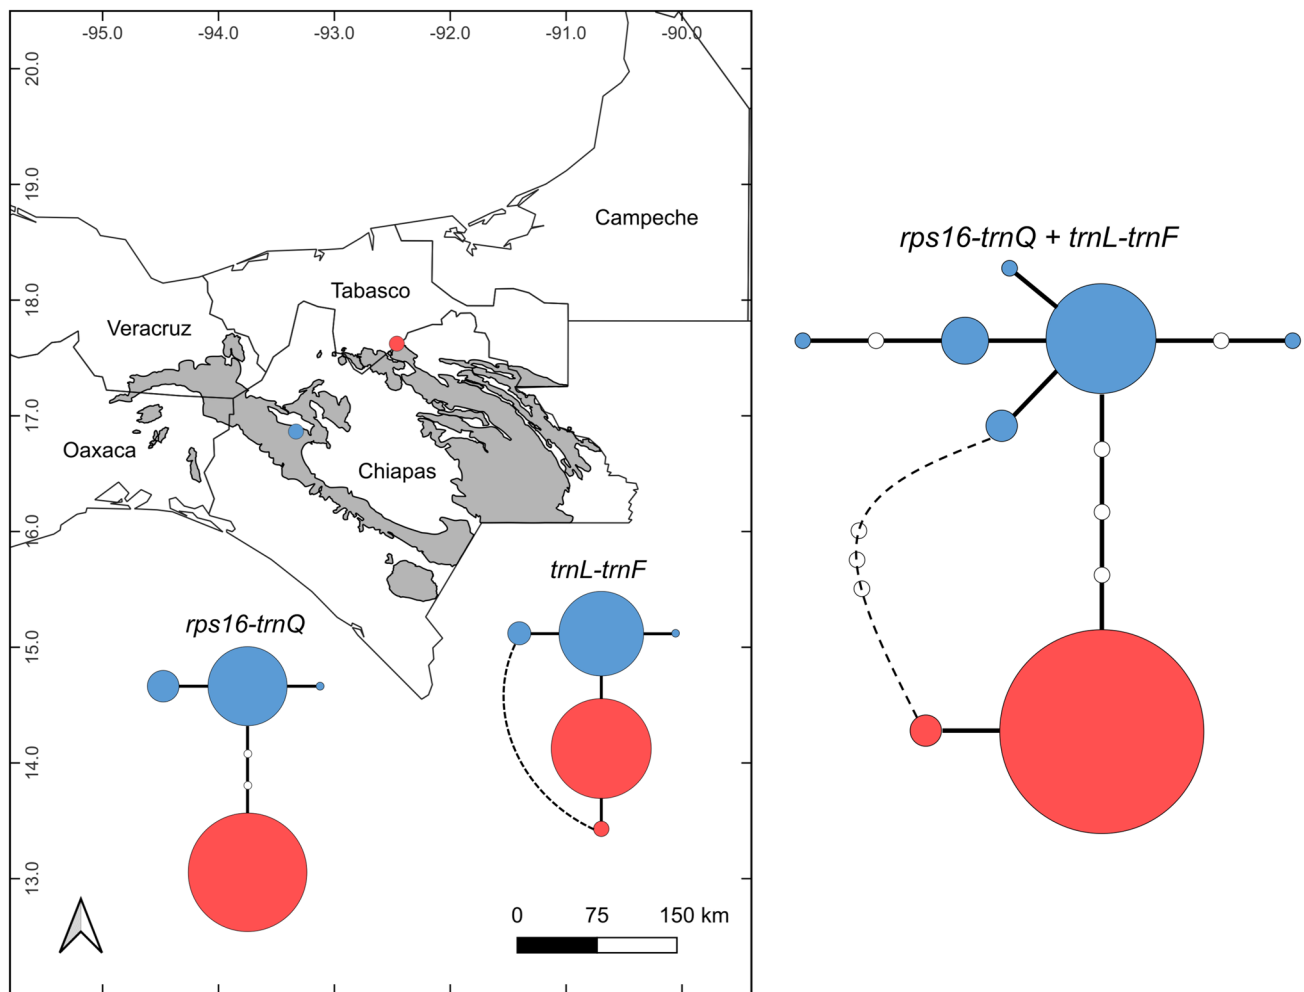 -95.0 -94.0 -93.0 -92.0 -91.0 -90.0
20.0
19.0
Campeche
rps16-trnQ + trnL-trnF
18.0
Tabasco
Veracruz
17.0
Oaxaca
Chiapas
16.0
trnL-trnF
rps16-trnQ
15.0
14.0
13.0
0 75 150 km